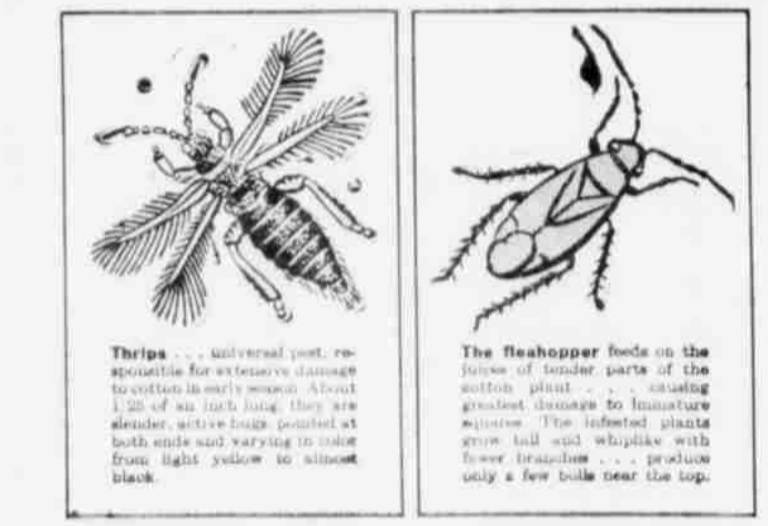 Thrips . . . universal pest, re-
sponsible for extensive damage
to cotton in early season. About
1/25 of an inch long, they are
slender, active bugs, pointed at
both ends and varying in color
from light yellow to almost
black.
The fleahopper feeds on the
juices of tender parts of the
cotton plant . . . causing
greatest damage to immature
squares. The infested plants
grow tall and whiplike with
fewer branches . . . produce
only a few bolls near the top.